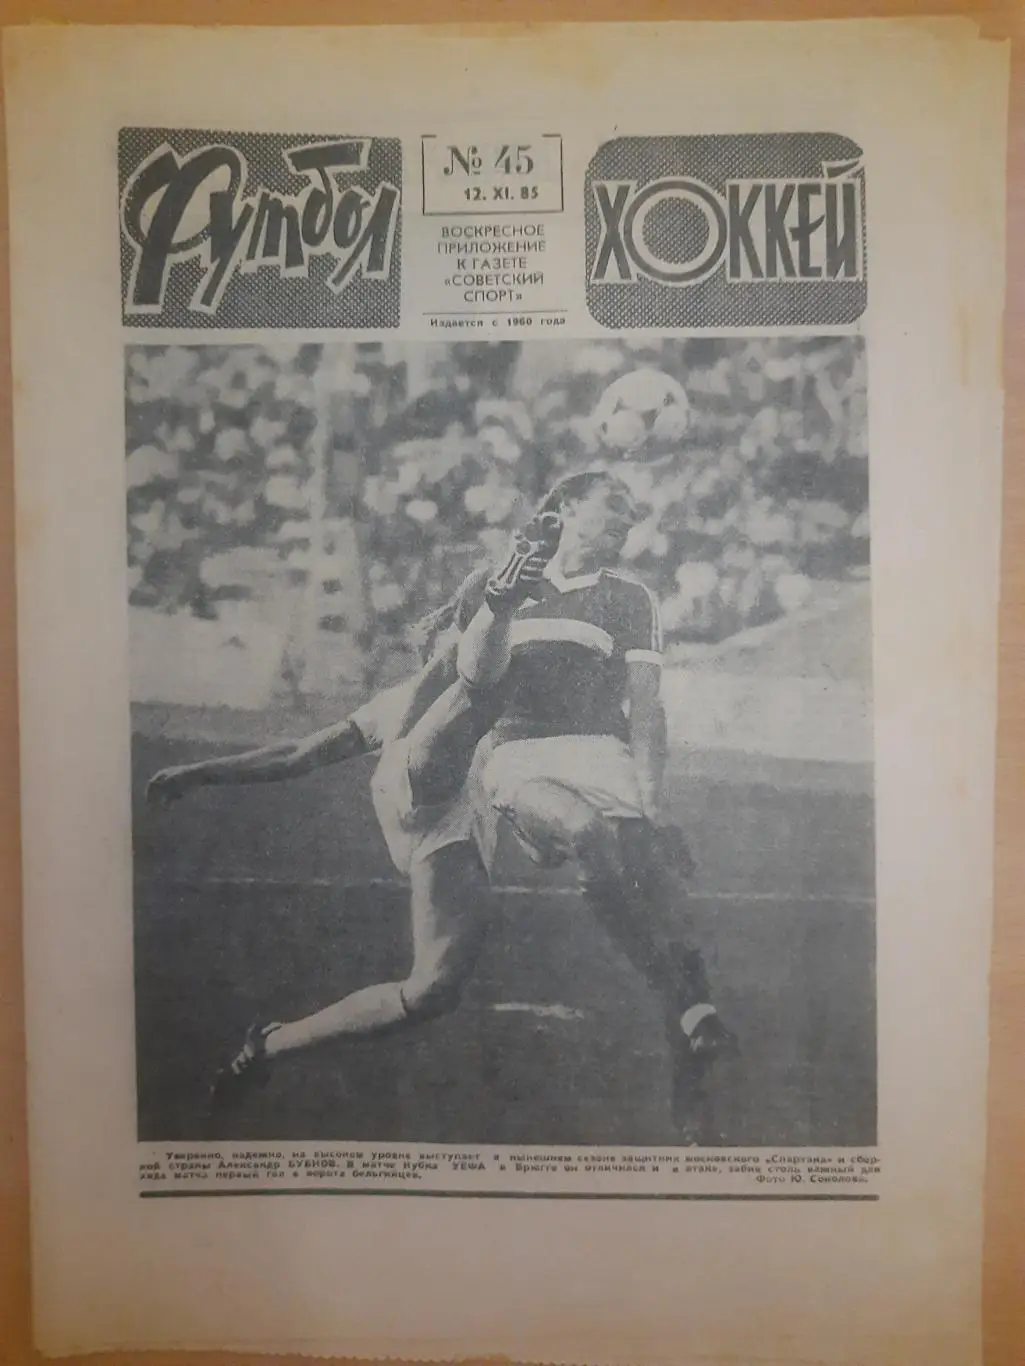 Футбол
№ 45
12. XI. 85
ВОСКРЕСНОЕ
ПРИЛОЖЕНИЕ
К ГАЗЕТЕ
«СОВЕТСКИЙ
СПОРТ»
Издается с 1960 года
ХОККЕЙ
Уверенно, надежно, на высоком уровне выступает в нынешнем сезоне защитник московского «Спартака» и сбор-
ной страны Александр БУБНОВ. В матче Кубка УЕФА в Брюгге он отличился и в атаке, забив столь важный для
хода матча первый гол в ворота бельгийцев.
Фото Ю. Соколова.